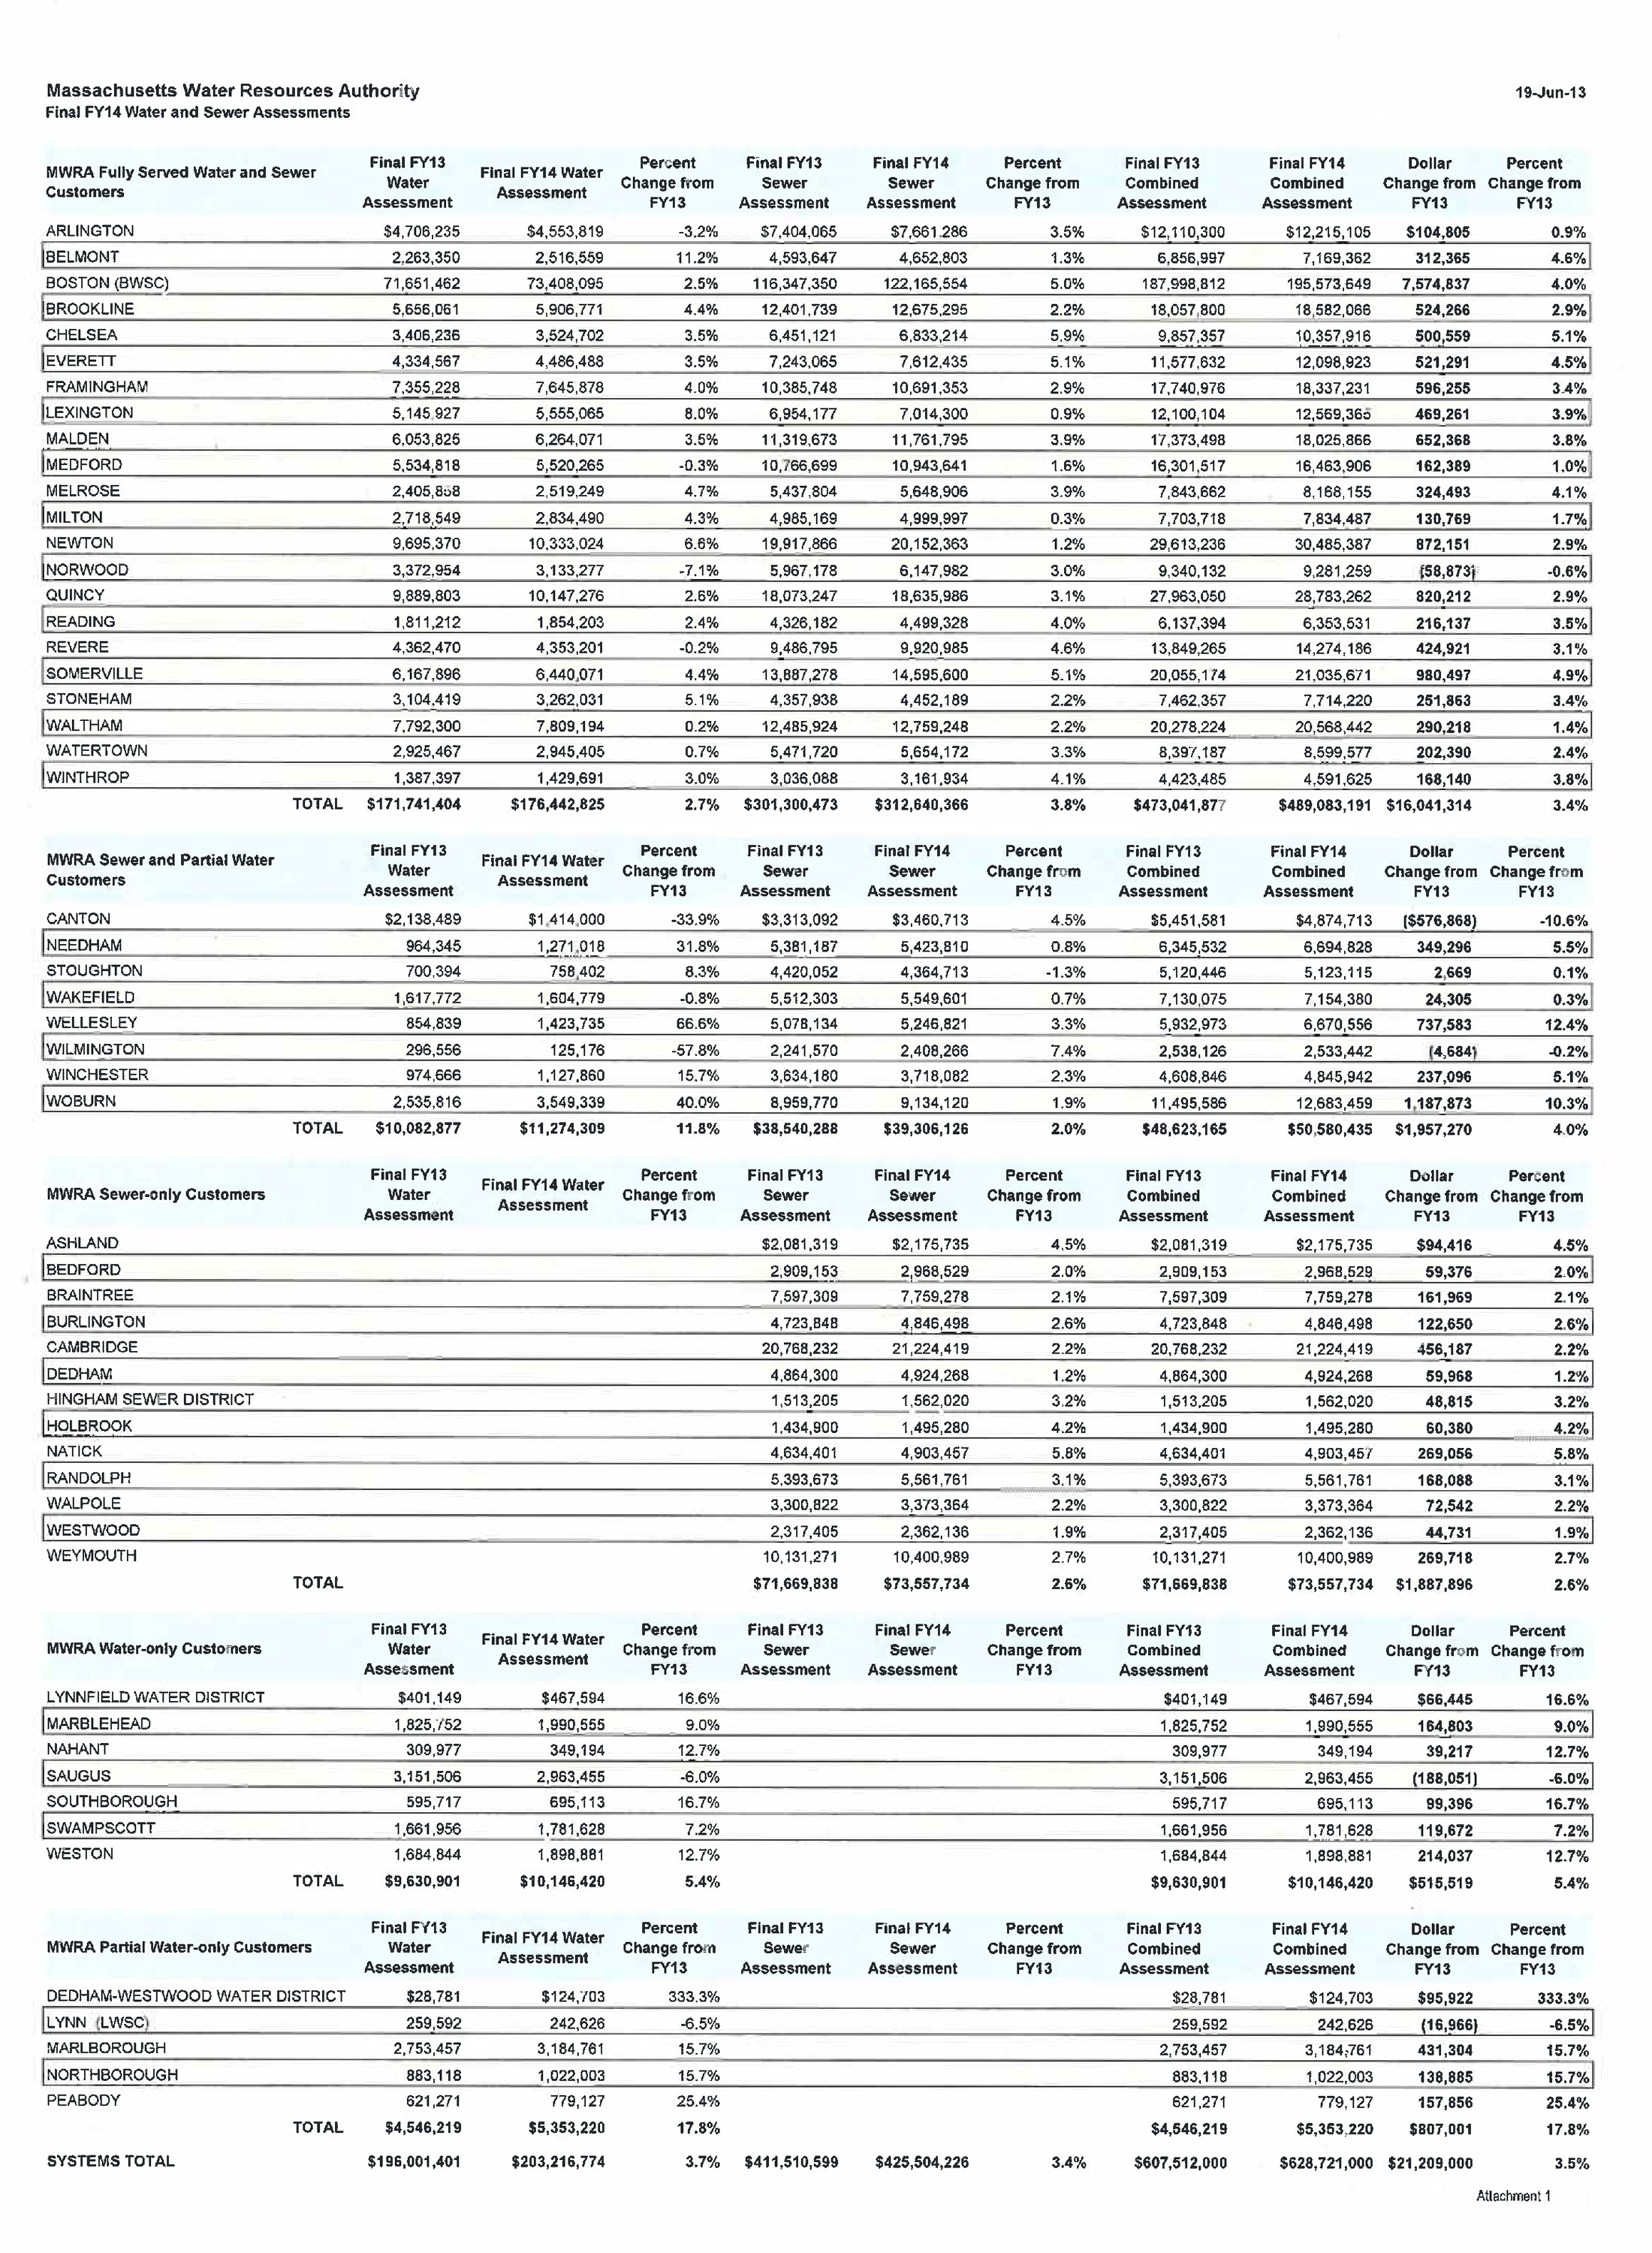 Massachusetts Water Resources Authority 19-Jun-13
Final FY14 Water and Sewer Assessments
MWRA Fully Served Water and Sewer Customers Final FY13 Water Assessment Final FY14 Water Assessment Percent Change from FY13 Final FY13 Sewer Assessment Final FY14 Sewer Assessment Percent Change from FY13 Final FY13 Combined Assessment Final FY14 Combined Assessment Dollar Change from FY13 Percent Change from FY13
ARLINGTON $4,706,235 $4,553,819 -3.2% $7,404,065 $7,661.286 3.5% $12,110,300 $12,215,105 $104,805 0.9%
BELMONT 2,263,350 2,516,559 11.2% 4,593,647 4,652,803 1.3% 6,856,997 7,169,362 312,365 4.6%
BOSTON (BWSC) 71,651,462 73,408,095 2.5% 116,347,350 122,165,554 5.0% 187,998,812 195,573,649 7,574,837 4.0%
BROOKLINE 5,656,061 5,906,771 4.4% 12,401,739 12,675,295 2.2% 18,057,800 18,582,066 524,266 2.9%
CHELSEA 3,406,236 3,524,702 3.5% 6,451,121 6,833,214 5.9% 9,857,357 10,357,916 500,559 5.1%
EVERETT 4,334,567 4,486,488 3.5% 7,243,065 7,612,435 5.1% 11,577,632 12,098,923 521,291 4.5%
FRAMINGHAM 7,355,228 7,645,878 4.0% 10,385,748 10,691,353 2.9% 17,740,976 18,337,231 596,255 3.4%
LEXINGTON 5,145,927 5,555,065 8.0% 6,954,177 7,014,300 0.9% 12,100,104 12,569,365 469,261 3.9%
MALDEN 6,053,825 6,264,071 3.5% 11,319,673 11,761,795 3.9% 17,373,498 18,025,866 652,368 3.8%
MEDFORD 5,534,818 5,520,265 -0.3% 10,766,699 10,943,641 1.6% 16,301,517 16,463,906 162,389 1.0%
MELROSE 2,405,858 2,519,249 4.7% 5,437,804 5,648,906 3.9% 7,843,662 8,168,155 324,493 4.1%
MILTON 2,718,549 2,834,490 4.3% 4,985,169 4,999,997 0.3% 7,703,718 7,834,487 130,769 1.7%
NEWTON 9,695,370 10,333,024 6.6% 19,917,866 20,152,363 1.2% 29,613,236 30,485,387 872,151 2.9%
NORWOOD 3,372,954 3,133,277 -7.1% 5,967,178 6,147,982 3.0% 9,340,132 9,281,259 (58,873) -0.6%
QUINCY 9,889,803 10,147,276 2.6% 18,073,247 18,635,986 3.1% 27,963,050 28,783,262 820,212 2.9%
READING 1,811,212 1,854,203 2.4% 4,326,182 4,499,328 4.0% 6,137,394 6,353,531 216,137 3.5%
REVERE 4,362,470 4,353,201 -0.2% 9,486,795 9,920,985 4.6% 13,849,265 14,274,186 424,921 3.1%
SOMERVILLE 6,167,896 6,440,071 4.4% 13,887,278 14,595,600 5.1% 20,055,174 21,035,671 980,497 4.9%
STONEHAM 3,104,419 3,262,031 5.1% 4,357,938 4,452,189 2.2% 7,462,357 7,714,220 251,863 3.4%
WALTHAM 7,792,300 7,809,194 0.2% 12,485,924 12,759,248 2.2% 20,278,224 20,568,442 290,218 1.4%
WATERTOWN 2,925,467 2,945,405 0.7% 5,471,720 5,654,172 3.3% 8,397,187 8,599,577 202,390 2.4%
WINTHROP 1,387,397 1,429,691 3.0% 3,036,088 3,161,934 4.1% 4,423,485 4,591,625 168,140 3.8%
TOTAL $171,741,404 $176,442,825 2.7% $301,300,473 $312,640,366 3.8% $473,041,877 $489,083,191 $16,041,314 3.4%
MWRA Sewer and Partial Water Customers Final FY13 Water Assessment Final FY14 Water Assessment Percent Change from FY13 Final FY13 Sewer Assessment Final FY14 Sewer Assessment Percent Change from FY13 Final FY13 Combined Assessment Final FY14 Combined Assessment Dollar Change from FY13 Percent Change from FY13
CANTON $2,138,489 $1,414,000 -33.9% $3,313,092 $3,460,713 4.5% $5,451,581 $4,874,713 ($576,868) -10.6%
NEEDHAM 964,345 1,271,018 31.8% 5,381,187 5,423,810 0.8% 6,345,532 6,694,828 349,296 5.5%
STOUGHTON 700,394 758,402 8.3% 4,420,052 4,364,713 -1.3% 5,120,446 5,123,115 2,669 0.1%
WAKEFIELD 1,617,772 1,604,779 -0.8% 5,512,303 5,549,601 0.7% 7,130,075 7,154,380 24,305 0.3%
WELLESLEY 854,839 1,423,735 66.6% 5,078,134 5,246,821 3.3% 5,932,973 6,670,556 737,583 12.4%
WILMINGTON 296,556 125,176 -57.8% 2,241,570 2,408,266 7.4% 2,538,126 2,533,442 (4,684) -0.2%
WINCHESTER 974,666 1,127,860 15.7% 3,634,180 3,718,082 2.3% 4,608,846 4,845,942 237,096 5.1%
WOBURN 2,535,816 3,549,339 40.0% 8,959,770 9,134,120 1.9% 11,495,586 12,683,459 1,187,873 10.3%
TOTAL $10,082,877 $11,274,309 11.8% $38,540,288 $39,306,126 2.0% $48,623,165 $50,580,435 $1,957,270 4.0%
MWRA Sewer-only Customers Final FY13 Water Assessment Final FY14 Water Assessment Percent Change from FY13 Final FY13 Sewer Assessment Final FY14 Sewer Assessment Percent Change from FY13 Final FY13 Combined Assessment Final FY14 Combined Assessment Dollar Change from FY13 Percent Change from FY13
ASHLAND $2,081,319 $2,175,735 4.5% $2,081,319 $2,175,735 $94,416 4.5%
BEDFORD 2,909,153 2,968,529 2.0% 2,909,153 2,968,529 59,376 2.0%
BRAINTREE 7,597,309 7,759,278 2.1% 7,597,309 7,759,278 161,969 2.1%
BURLINGTON 4,723,848 4,846,498 2.6% 4,723,848 4,846,498 122,650 2.6%
CAMBRIDGE 20,768,232 21,224,419 2.2% 20,768,232 21,224,419 456,187 2.2%
DEDHAM 4,864,300 4,924,268 1.2% 4,864,300 4,924,268 59,968 1.2%
HINGHAM SEWER DISTRICT 1,513,205 1,562,020 3.2% 1,513,205 1,562,020 48,815 3.2%
HOLBROOK 1,434,900 1,495,280 4.2% 1,434,900 1,495,280 60,380 4.2%
NATICK 4,634,401 4,903,457 5.8% 4,634,401 4,903,457 269,056 5.8%
RANDOLPH 5,393,673 5,561,761 3.1% 5,393,673 5,561,761 168,088 3.1%
WALPOLE 3,300,822 3,373,364 2.2% 3,300,822 3,373,364 72,542 2.2%
WESTWOOD 2,317,405 2,362,136 1.9% 2,317,405 2,362,136 44,731 1.9%
WEYMOUTH 10,131,271 10,400,989 2.7% 10,131,271 10,400,989 269,718 2.7%
TOTAL $71,669,838 $73,557,734 2.6% $71,669,838 $73,557,734 $1,887,896 2.6%
MWRA Water-only Customers Final FY13 Water Assessment Final FY14 Water Assessment Percent Change from FY13 Final FY13 Sewer Assessment Final FY14 Sewer Assessment Percent Change from FY13 Final FY13 Combined Assessment Final FY14 Combined Assessment Dollar Change from FY13 Percent Change from FY13
LYNNFIELD WATER DISTRICT $401,149 $467,594 16.6% $401,149 $467,594 $66,445 16.6%
MARBLEHEAD 1,825,752 1,990,555 9.0% 1,825,752 1,990,555 164,803 9.0%
NAHANT 309,977 349,194 12.7% 309,977 349,194 39,217 12.7%
SAUGUS 3,151,506 2,963,455 -6.0% 3,151,506 2,963,455 (188,051) -6.0%
SOUTHBOROUGH 595,717 695,113 16.7% 595,717 695,113 99,396 16.7%
SWAMPSCOTT 1,661,956 1,781,628 7.2% 1,661,956 1,781,628 119,672 7.2%
WESTON 1,684,844 1,898,881 12.7% 1,684,844 1,898,881 214,037 12.7%
TOTAL $9,630,901 $10,146,420 5.4% $9,630,901 $10,146,420 $515,519 5.4%
MWRA Partial Water-only Customers Final FY13 Water Assessment Final FY14 Water Assessment Percent Change from FY13 Final FY13 Sewer Assessment Final FY14 Sewer Assessment Percent Change from FY13 Final FY13 Combined Assessment Final FY14 Combined Assessment Dollar Change from FY13 Percent Change from FY13
DEDHAM-WESTWOOD WATER DISTRICT $28,781 $124,703 333.3% $28,781 $124,703 $95,922 333.3%
LYNN (LWSC) 259,592 242,626 -6.5% 259,592 242,626 (16,966) -6.5%
MARLBOROUGH 2,753,457 3,184,761 15.7% 2,753,457 3,184,761 431,304 15.7%
NORTHBOROUGH 883,118 1,022,003 15.7% 883,118 1,022,003 138,885 15.7%
PEABODY 621,271 779,127 25.4% 621,271 779,127 157,856 25.4%
TOTAL $4,546,219 $5,353,220 17.8% $4,546,219 $5,353,220 $807,001 17.8%
SYSTEMS TOTAL $196,001,401 $203,216,774 3.7% $411,510,599 $425,504,226 3.4% $607,512,000 $628,721,000 $21,209,000 3.5%
Attachment 1